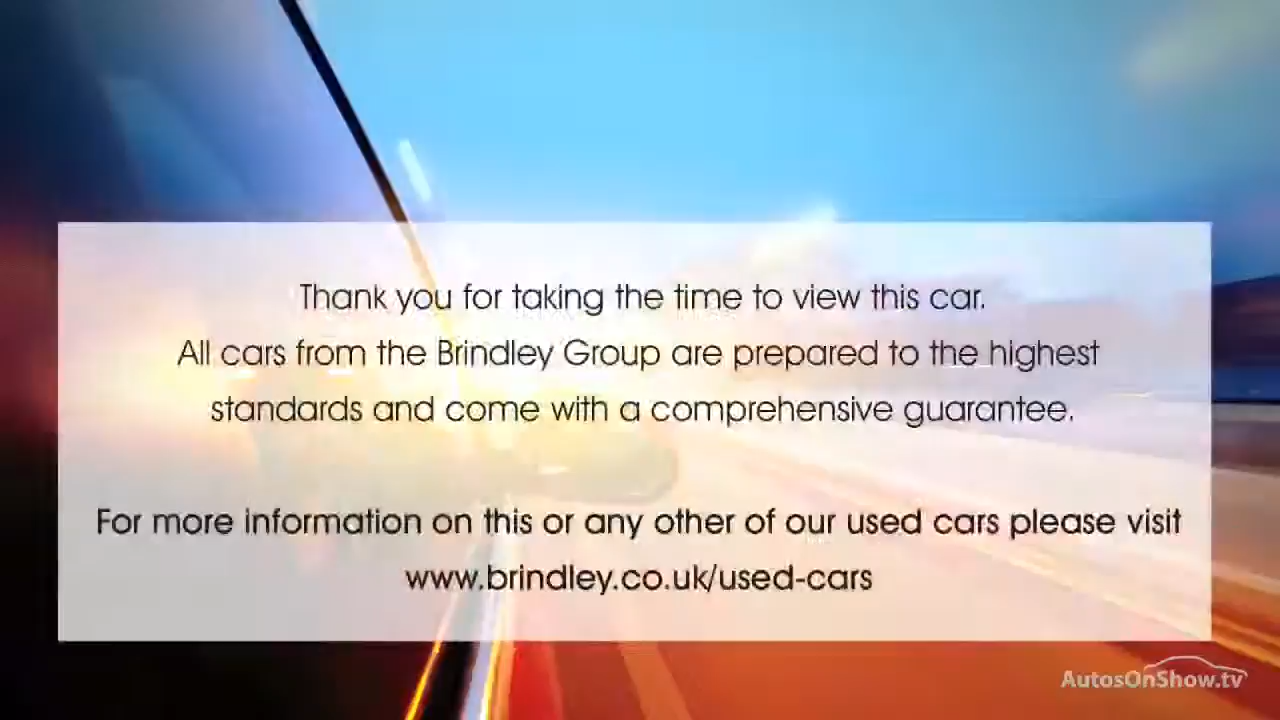 Thank you for taking the time to view this car.
All cars from the Brindley Group are prepared to the highest
standards and come with a comprehensive guarantee.
For more information on this or any other of our used cars please visit
www.brindley.co.uk/used-cars
AutosOnShow.tv